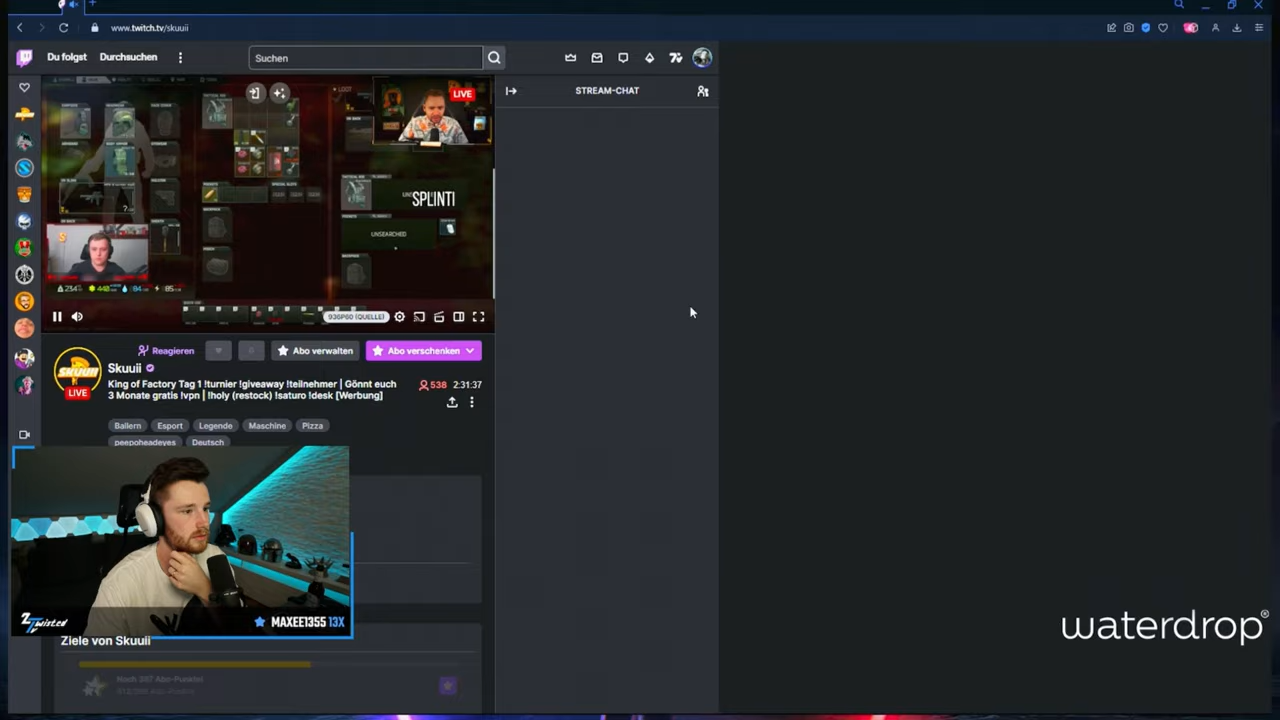 www.twitch.tv/skuuii
Du folgst
Durchsuchen
Suchen
STREAM-CHAT
LIVE
SPLINTI
UNSEARCHED
936P60 (QUELLE)
Reagieren
Abo verwalten
Abo verschenken
Skuuii
LIVE
King of Factory Tag 1 !turnier !giveaway !teilnehmer | Gönnt euch
3 Monate gratis !vpn | !holy (restock) !saturo !desk [Werbung]
538
2:31:37
Ballern
Esport
Legende
Maschine
Pizza
peepoheadeyes
Deutsch
MAXEE1355 13X
Ziele von Skuuii
waterdrop®